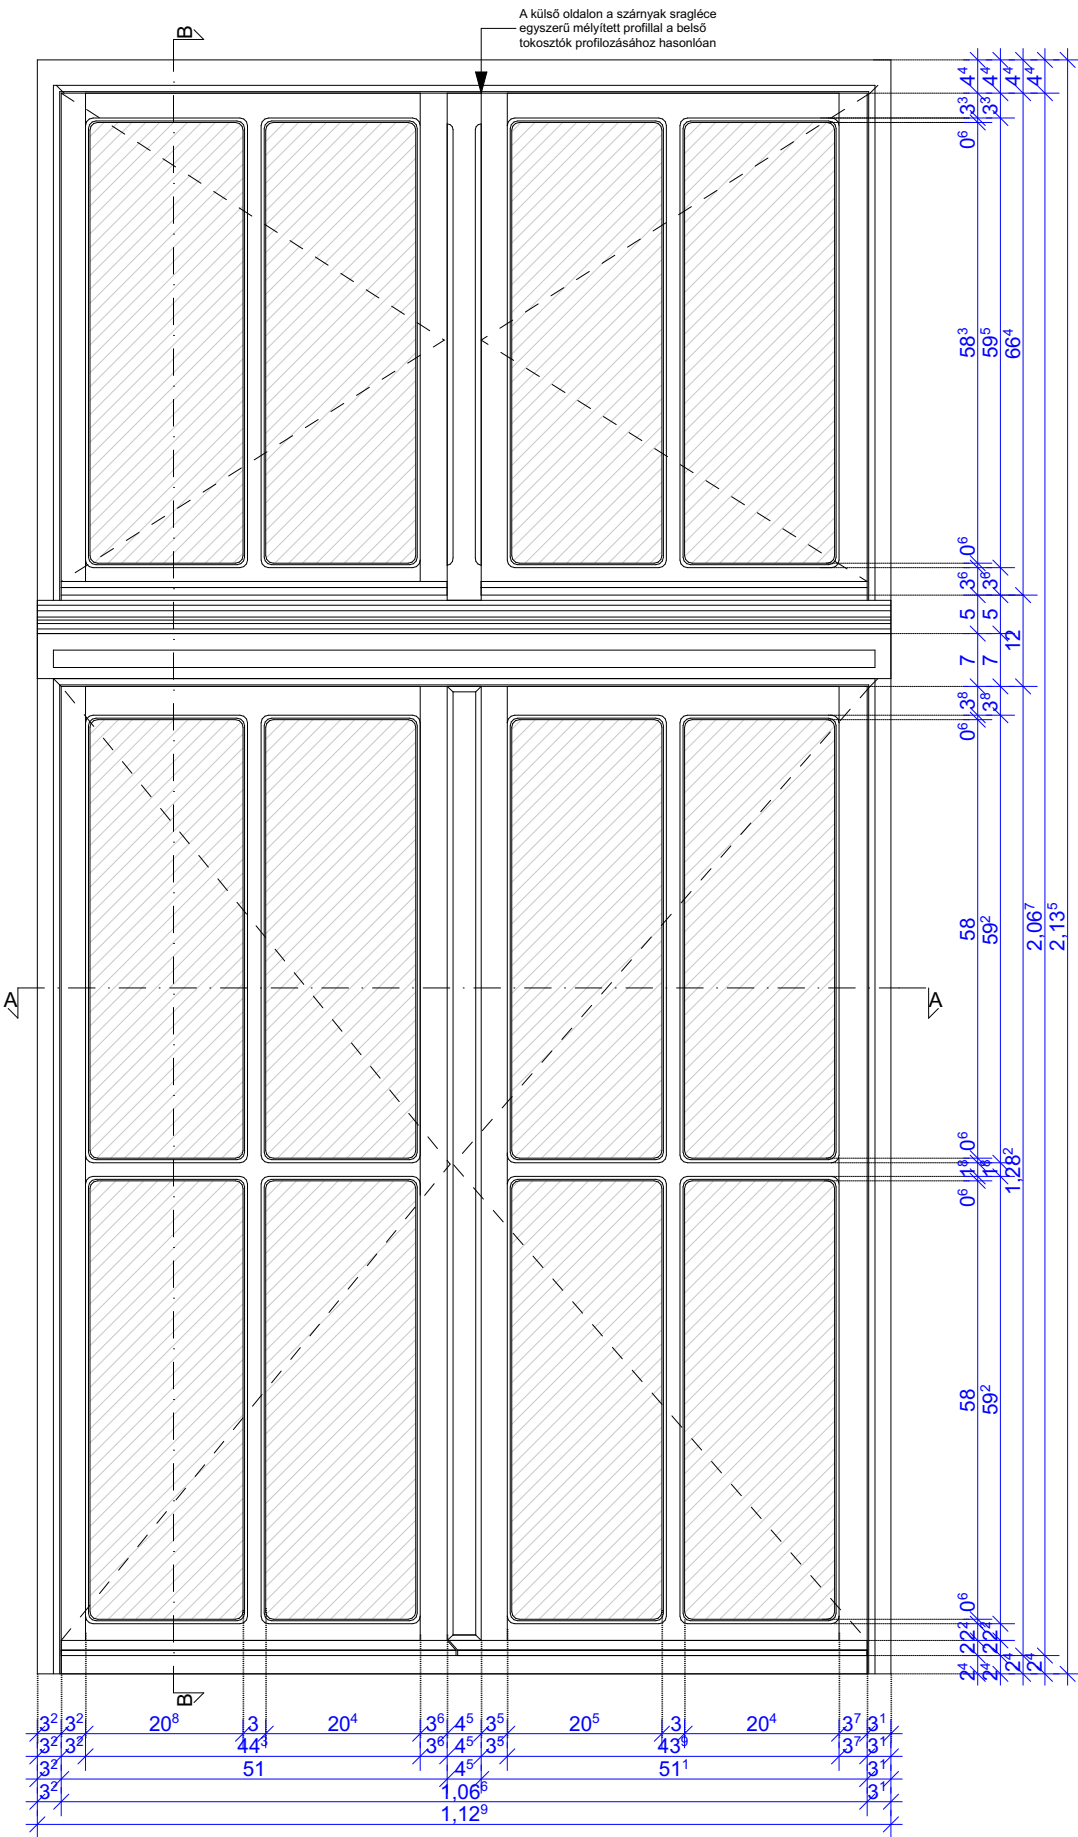 A külső oldalon a szárnyak sragléce
egyszerű mélyített profillal a belső
tokosztók profilozásához hasonlóan
B
4⁴ 4⁴ 4⁴ 4⁴
3³ 3³
0⁶
58³ 59⁵ 66⁴
0⁶
3⁶ 3⁶
5 5
12
7 7
3⁸ 3⁸
0⁶
58 59² 2,06⁷ 2,13⁵
A A
0⁶
1⁸ 1⁸ 1,28²
0⁶
58 59²
0⁶
2² 2²
2⁴ 2⁴ 2⁴ 2⁴
B
3² 3² 20⁸ 3 20⁴ 3⁶ 4⁵ 3⁵ 20⁵ 3 20⁴ 3⁷ 3¹
3² 3² 44³ 3⁶ 4⁵ 3⁵ 43⁹ 3⁷ 3¹
3² 51 4⁵ 51¹ 3¹
3² 1,06⁶ 3¹
1,12⁹